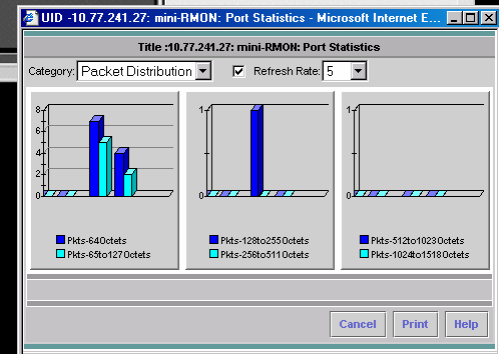 UID -10.77.241.27: mini-RMON: Port Statistics - Microsoft Internet E...
Title :10.77.241.27: mini-RMON: Port Statistics
Category: Packet Distribution Refresh Rate: 5
8
6
4
2
0
Pkts-64Octets
Pkts-65to127Octets
1
0
Pkts-128to255Octets
Pkts-256to511Octets
1
0
Pkts-512to1023Octets
Pkts-1024to1518Octets
Cancel Print Help